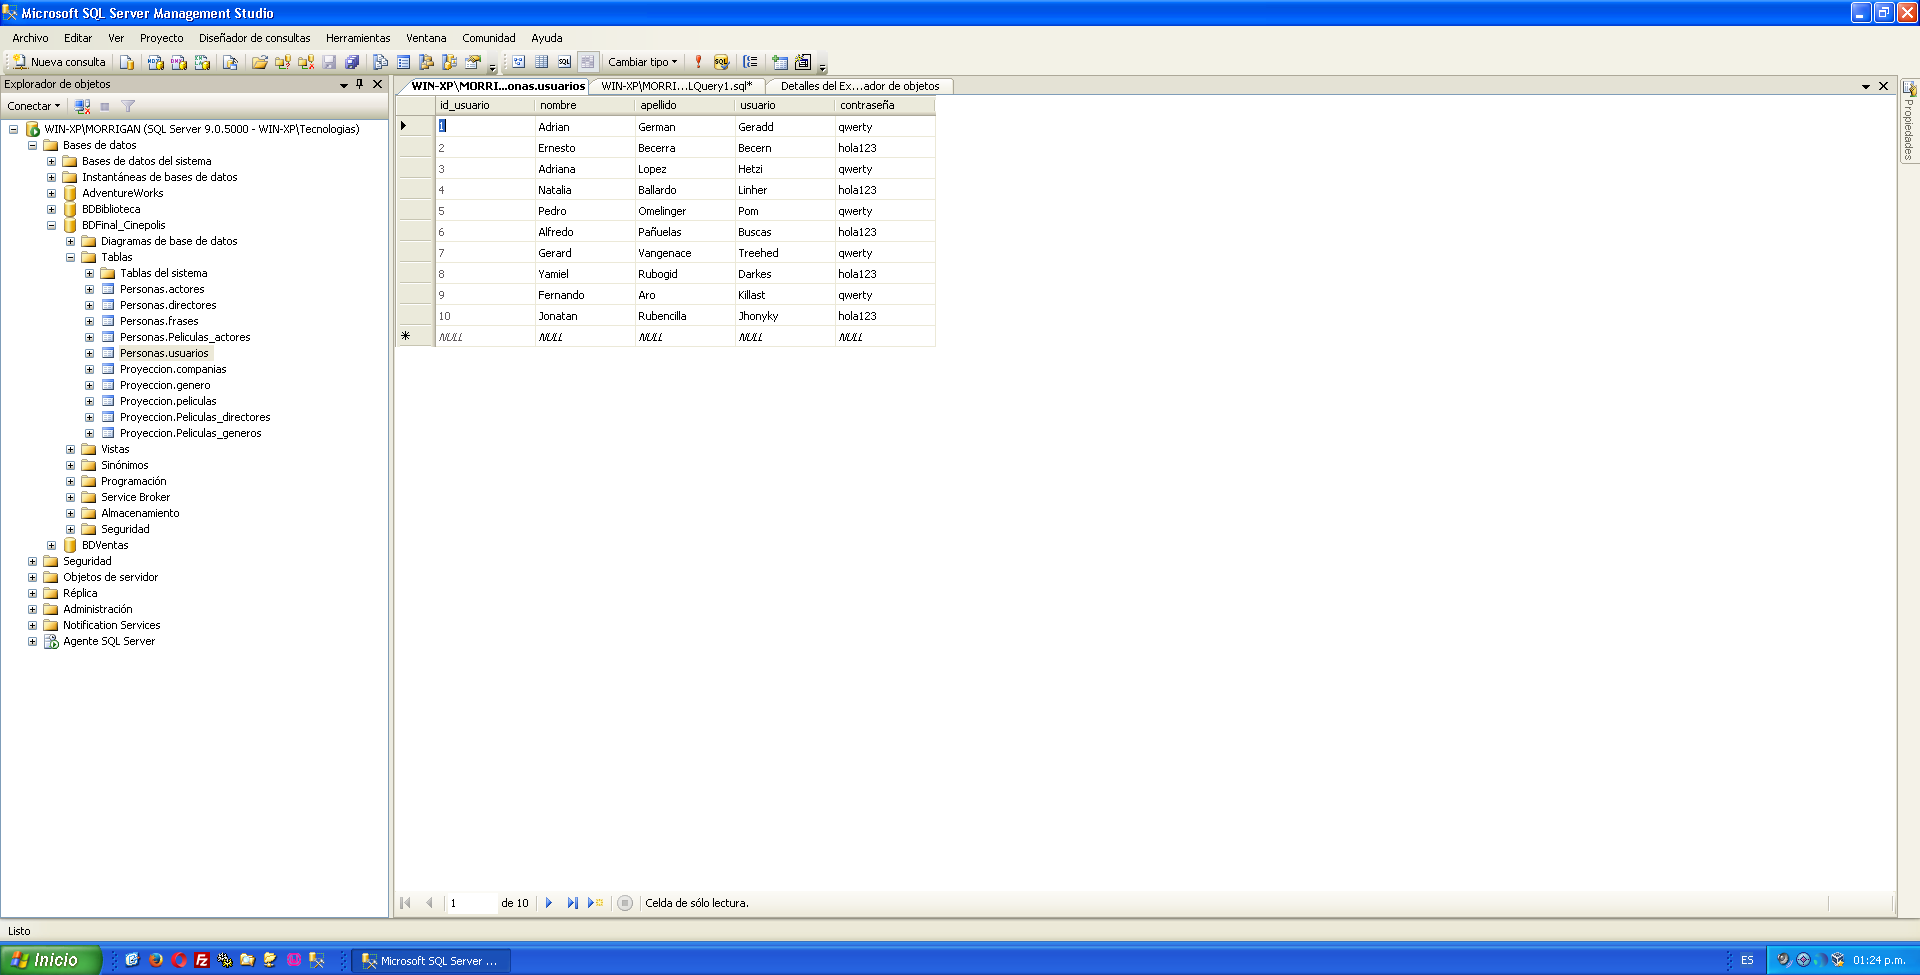 Microsoft SQL Server Management Studio
Archivo Editar Ver Proyecto Diseñador de consultas Herramientas Ventana Comunidad Ayuda
Nueva consulta Cambiar tipo
Explorador de objetos
Conectar
WIN-XP\MORRIGAN (SQL Server 9.0.5000 - WIN-XP\Tecnologias)
Bases de datos
Bases de datos del sistema
Instantáneas de bases de datos
AdventureWorks
BDBiblioteca
BDFinal_Cinepolis
Diagramas de base de datos
Tablas
Tablas del sistema
Personas.actores
Personas.directores
Personas.frases
Personas.Peliculas_actores
Personas.usuarios
Proyeccion.companias
Proyeccion.genero
Proyeccion.peliculas
Proyeccion.Peliculas_directores
Proyeccion.Peliculas_generos
Vistas
Sinónimos
Programación
Service Broker
Almacenamiento
Seguridad
BDVentas
Seguridad
Objetos de servidor
Réplica
Administración
Notification Services
Agente SQL Server
WIN-XP\MORRI...onas.usuarios WIN-XP\MORRI...LQuery1.sql* Detalles del Ex...ador de objetos
id_usuario nombre apellido usuario contraseña
1 Adrian German Geradd qwerty
2 Ernesto Becerra Becern hola123
3 Adriana Lopez Hetzi qwerty
4 Natalia Ballardo Linher hola123
5 Pedro Omelinger Pom qwerty
6 Alfredo Pañuelas Buscas hola123
7 Gerard Vangenace Treehed qwerty
8 Yamiel Rubogid Darkes hola123
9 Fernando Aro Killast qwerty
10 Jonatan Rubencilla Jhonyky hola123
NULL NULL NULL NULL NULL
1 de 10 Celda de sólo lectura.
Propiedades
Listo
Inicio Microsoft SQL Server ... ES 01:24 p.m.